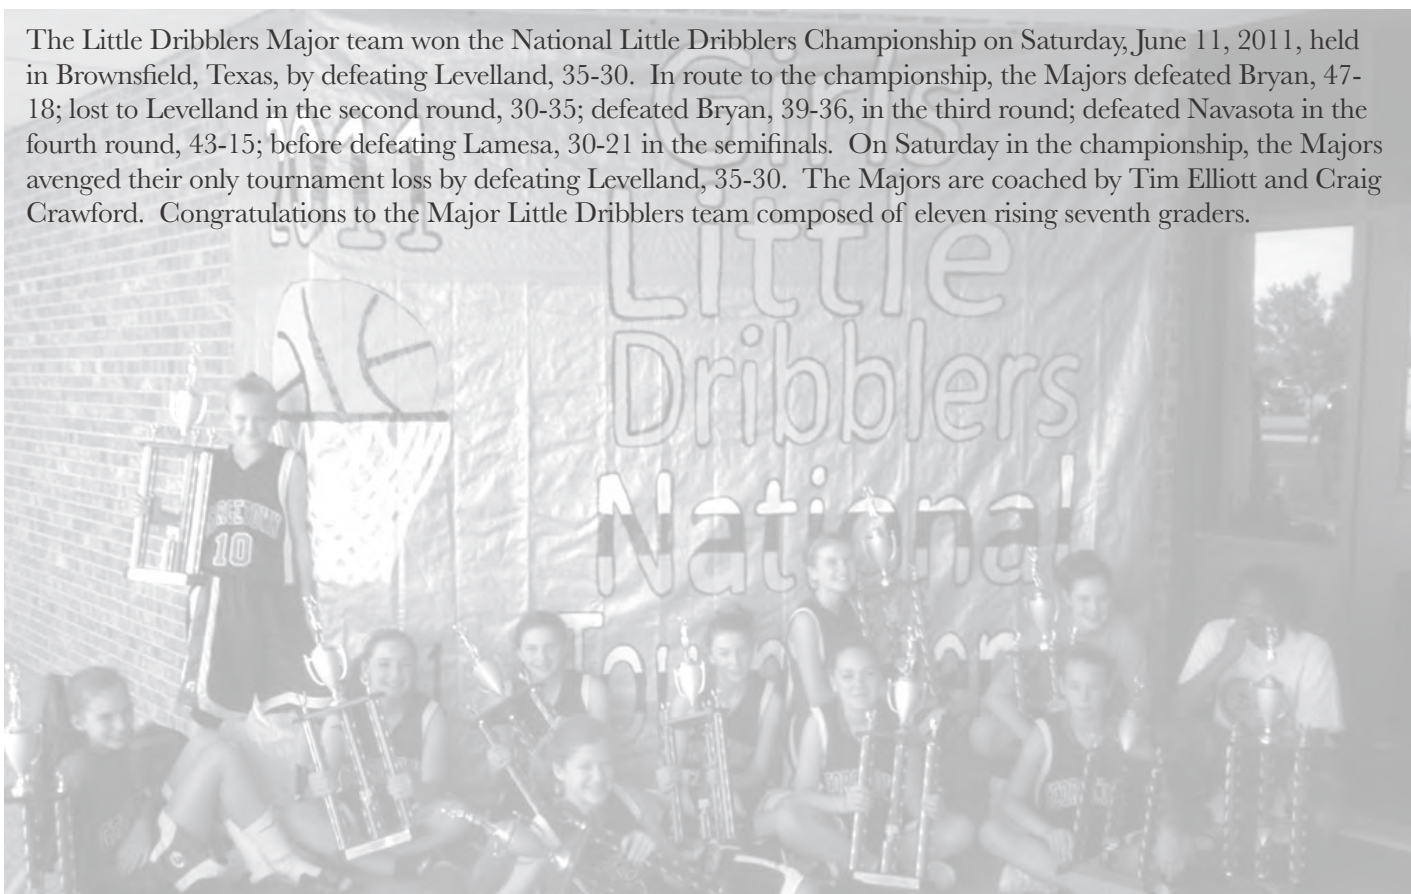 The Little Dribblers Major team won the National Little Dribblers Championship on Saturday, June 11, 2011, held
in Brownsfield, Texas, by defeating Levelland, 35-30.  In route to the championship, the Majors defeated Bryan, 47-
18; lost to Levelland in the second round, 30-35; defeated Bryan, 39-36, in the third round; defeated Navasota in the
fourth round, 43-15; before defeating Lamesa, 30-21 in the semifinals.  On Saturday in the championship, the Majors
avenged their only tournament loss by defeating Levelland, 35-30.  The Majors are coached by Tim Elliott and Craig
Crawford.  Congratulations to the Major Little Dribblers team composed of eleven rising seventh graders.
2011
Girls
Little
Dribblers
National
10